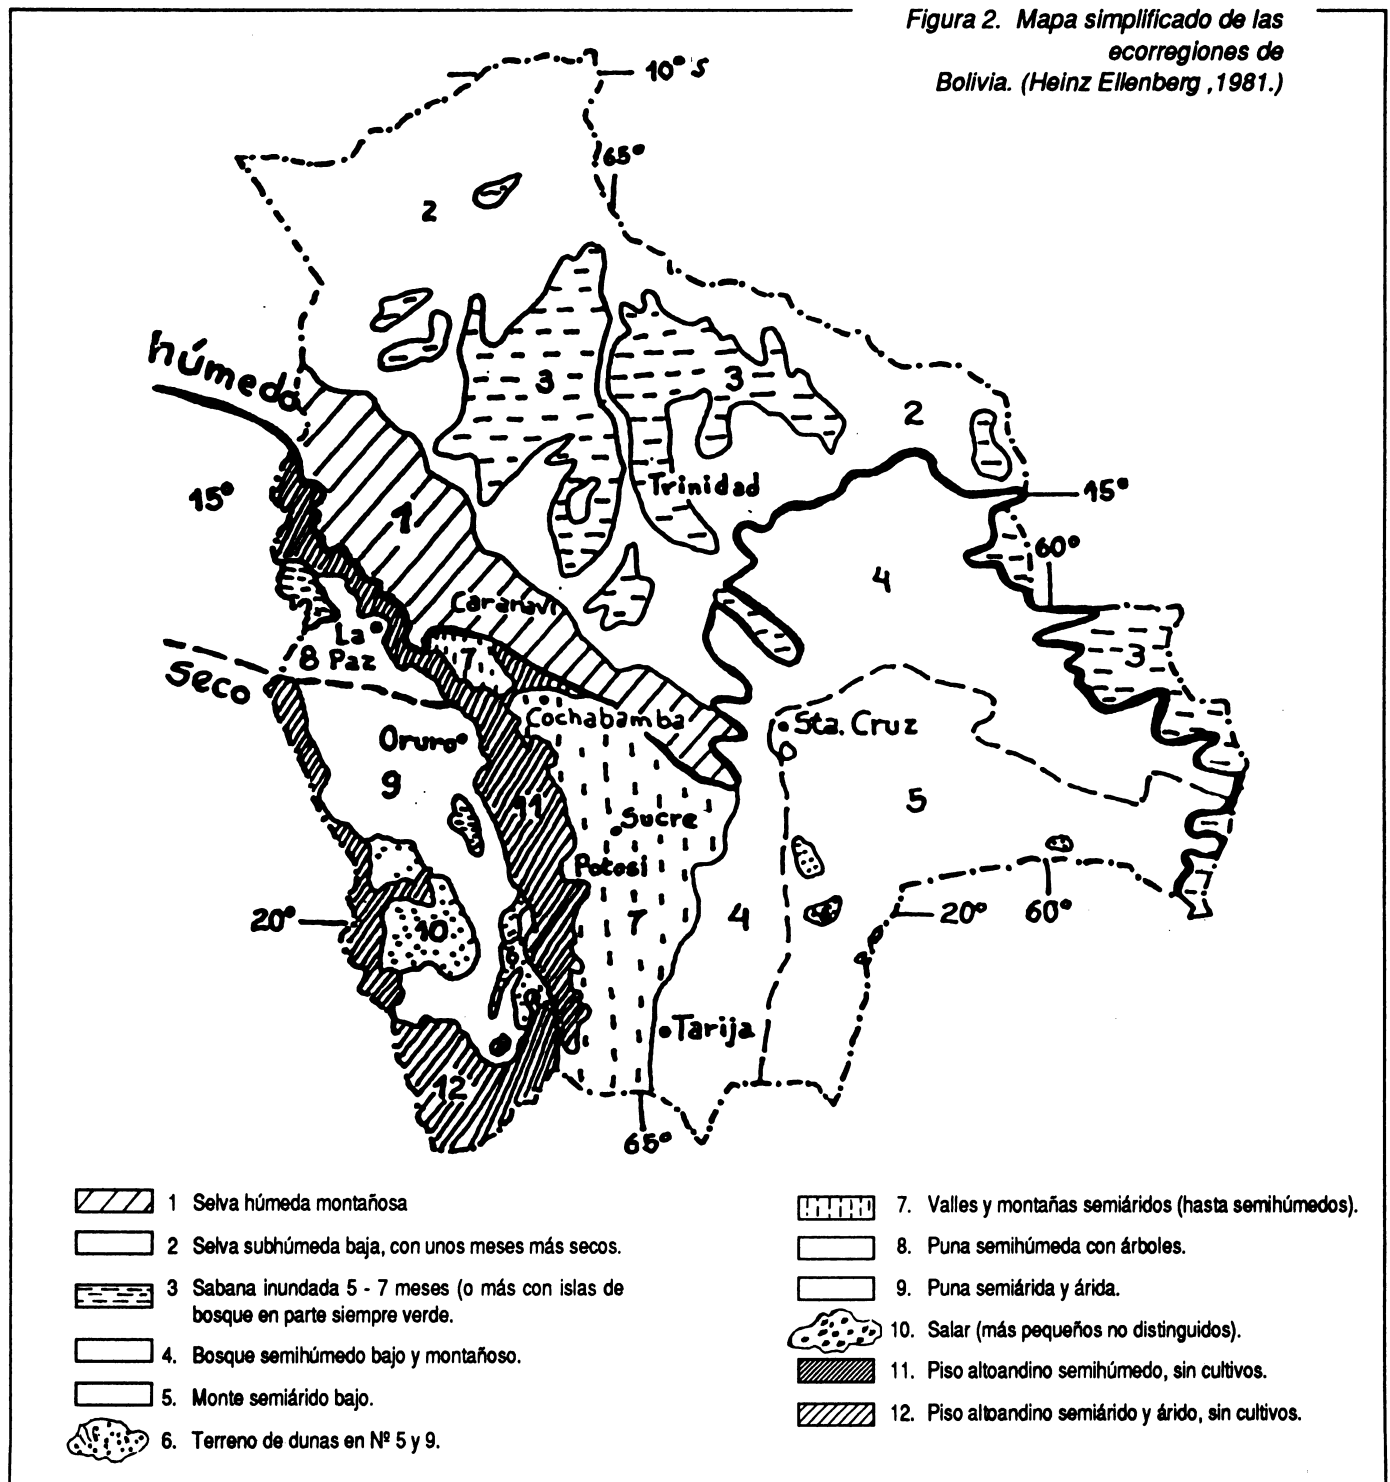 Figura 2. Mapa simplificado de las
ecorregiones de
Bolivia. (Heinz Ellenberg ,1981.)
10° S
65°
2
húmedo
3
3
2
15°
Trinidad
15°
1
60°
4
Caranavi
La
8 Paz
7
3
Seco
Cochabamba
Sta. Cruz
Oruro
9
11
5
Sucre
Potosi
20°
10
7
4
20°
60°
6
Tarija
12
65°
1 Selva húmeda montañosa
2 Selva subhúmeda baja, con unos meses más secos.
3 Sabana inundada 5 - 7 meses (o más con islas de
bosque en parte siempre verde.
4. Bosque semihúmedo bajo y montañoso.
5. Monte semiárido bajo.
6. Terreno de dunas en Nº 5 y 9.
7. Valles y montañas semiáridos (hasta semihúmedos).
8. Puna semihúmeda con árboles.
9. Puna semiárida y árida.
10. Salar (más pequeños no distinguidos).
11. Piso altoandino semihúmedo, sin cultivos.
12. Piso altoandino semiárido y árido, sin cultivos.